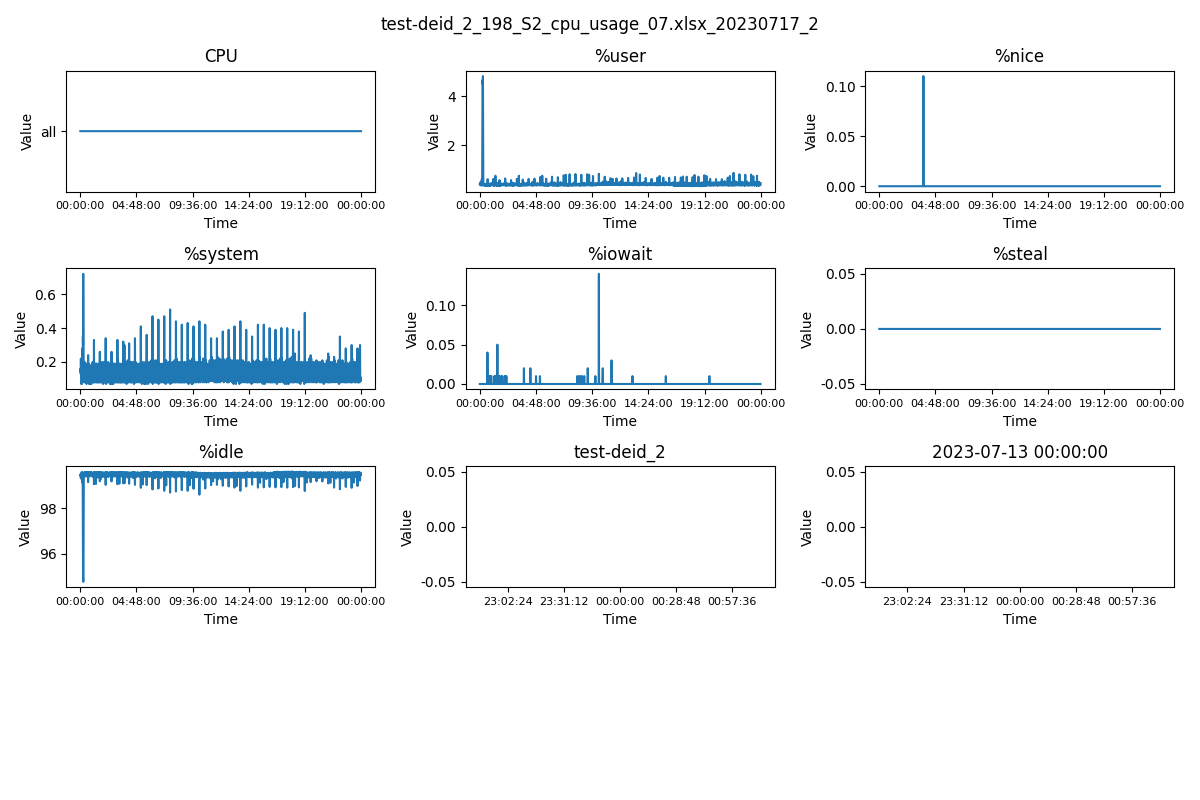 test-deid_2_198_S2_cpu_usage_07.xlsx_20230717_2
CPU
Value
all
00:00:00 04:48:00 09:36:00 14:24:00 19:12:00 00:00:00
Time
%user
Value
4
2
00:00:00 04:48:00 09:36:00 14:24:00 19:12:00 00:00:00
Time
%nice
Value
0.10
0.05
0.00
00:00:00 04:48:00 09:36:00 14:24:00 19:12:00 00:00:00
Time
%system
Value
0.6
0.4
0.2
00:00:00 04:48:00 09:36:00 14:24:00 19:12:00 00:00:00
Time
%iowait
Value
0.10
0.05
0.00
00:00:00 04:48:00 09:36:00 14:24:00 19:12:00 00:00:00
Time
%steal
Value
0.05
0.00
-0.05
00:00:00 04:48:00 09:36:00 14:24:00 19:12:00 00:00:00
Time
%idle
Value
98
96
00:00:00 04:48:00 09:36:00 14:24:00 19:12:00 00:00:00
Time
test-deid_2
Value
0.05
0.00
-0.05
23:02:24 23:31:12 00:00:00 00:28:48 00:57:36
Time
2023-07-13 00:00:00
Value
0.05
0.00
-0.05
23:02:24 23:31:12 00:00:00 00:28:48 00:57:36
Time